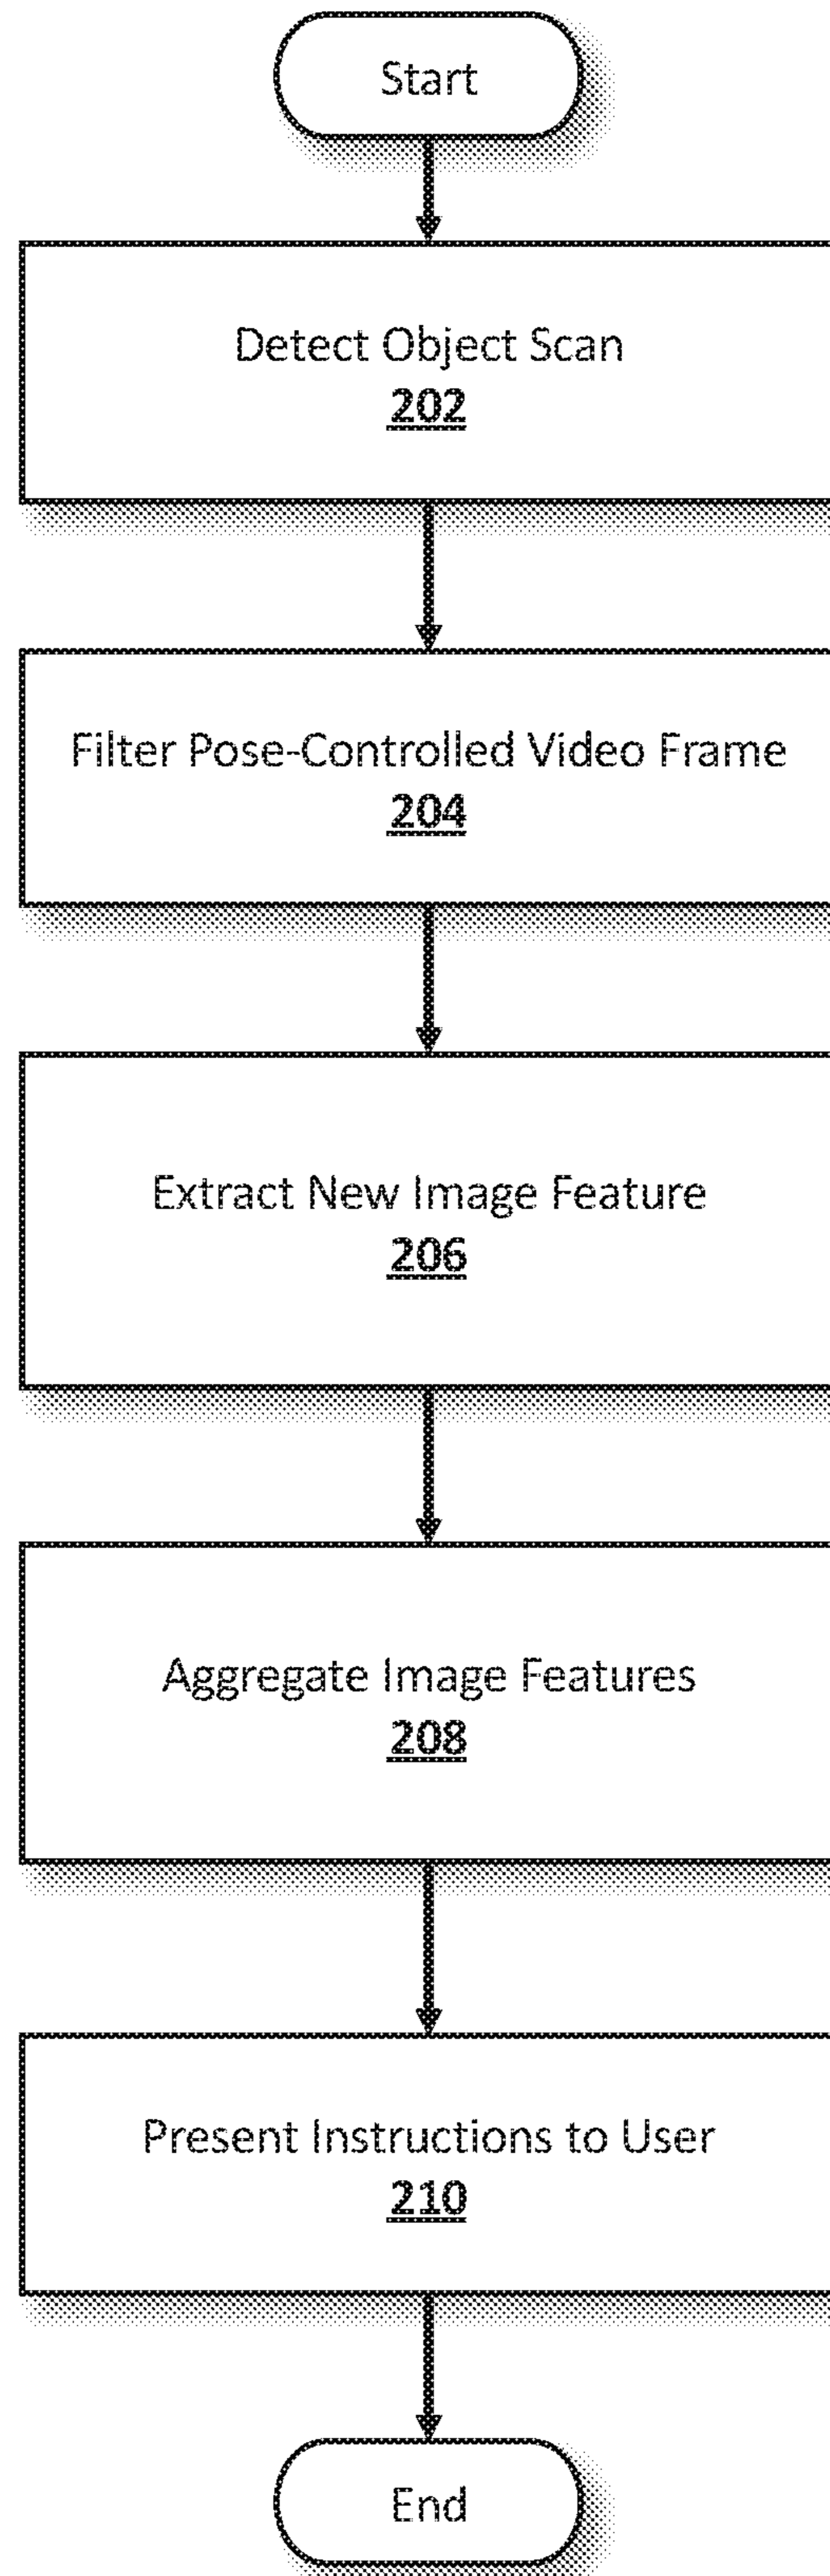 Start
Detect Object Scan
202
Filter Pose-Controlled Video Frame
204
Extract New Image Feature
206
Aggregate Image Features
208
Present Instructions to User
210
End